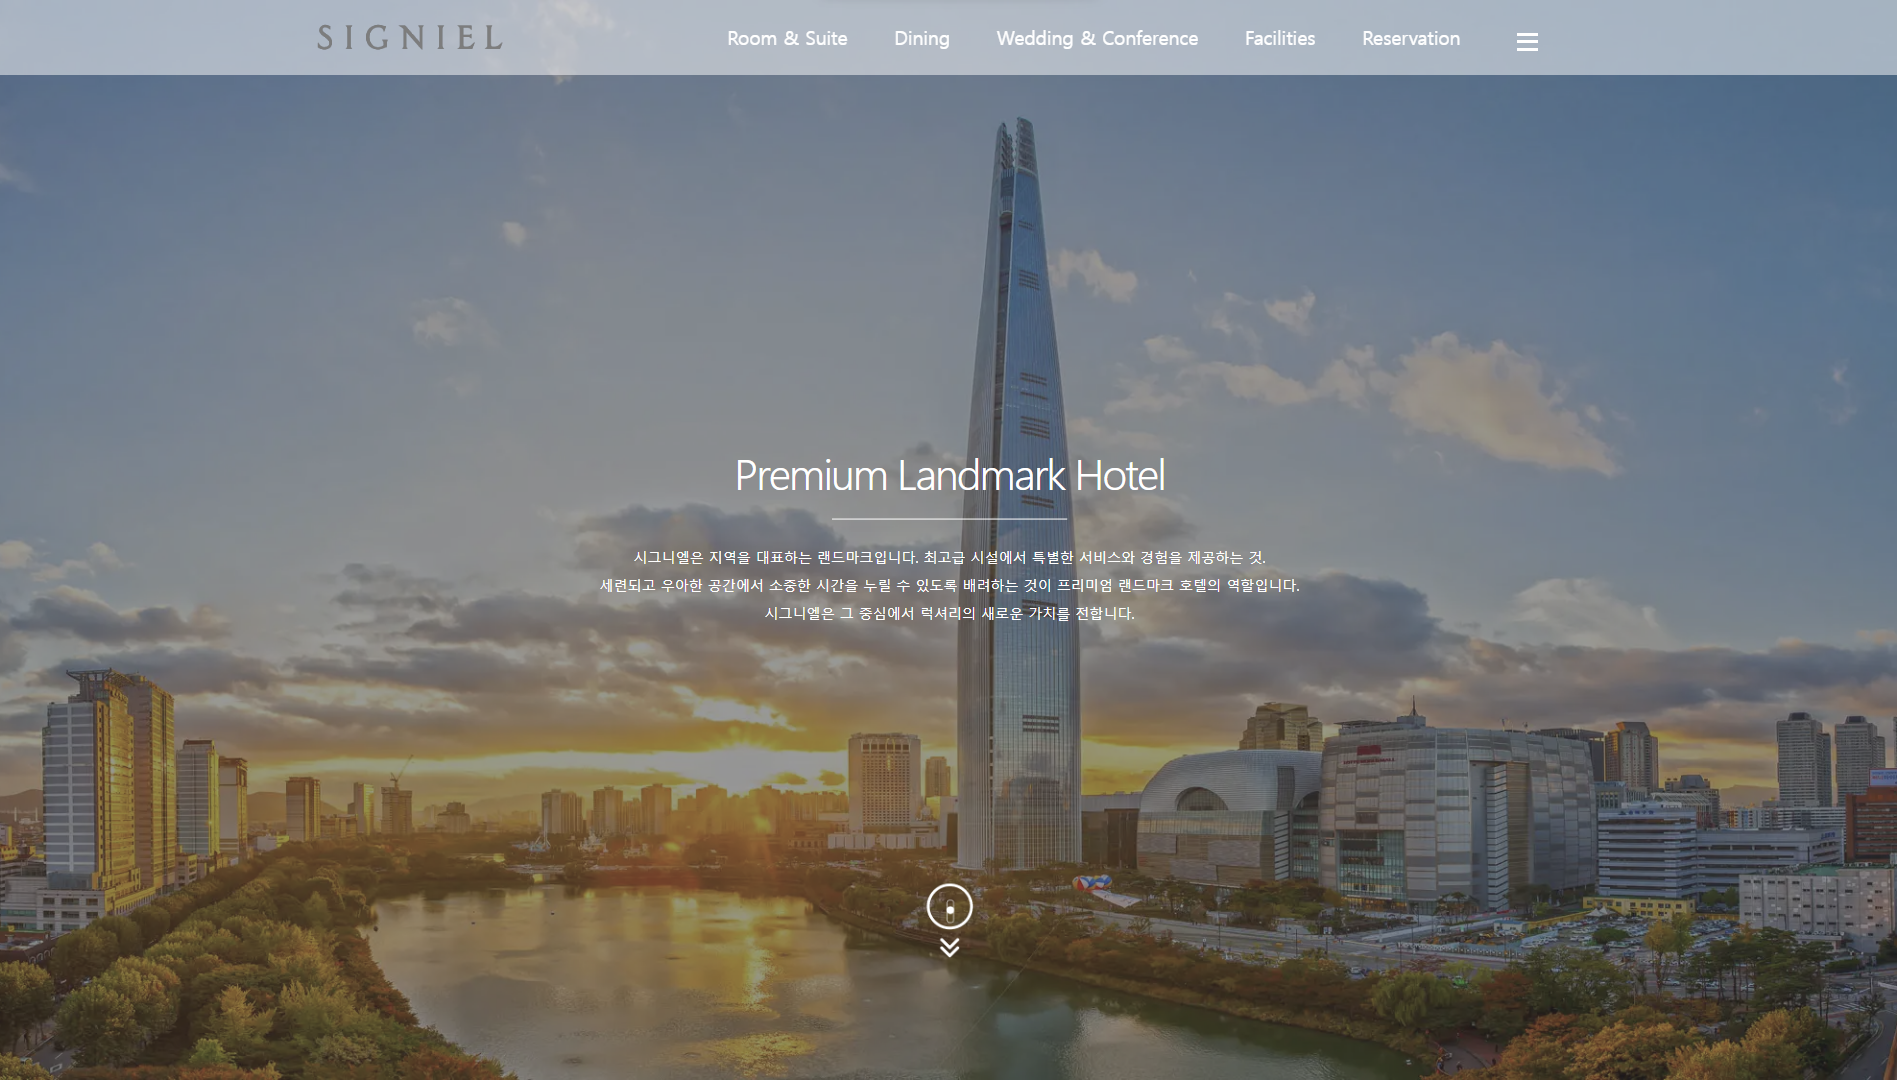 SIGNIEL
Room & Suite
Dining
Wedding & Conference
Facilities
Reservation
Premium Landmark Hotel
시그니엘은 지역을 대표하는 랜드마크입니다. 최고급 시설에서 특별한 서비스와 경험을 제공하는 것.
세련되고 우아한 공간에서 소중한 시간을 누릴 수 있도록 배려하는 것이 프리미엄 랜드마크 호텔의 역할입니다.
시그니엘은 그 중심에서 럭셔리의 새로운 가치를 전합니다.